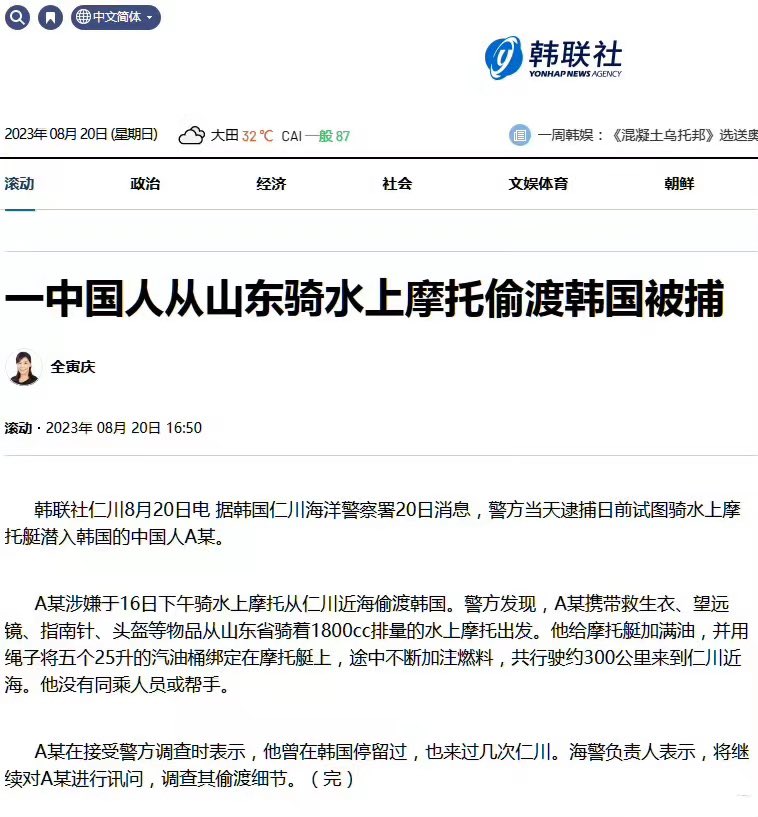 中文简体
韩联社
YONHAP NEWS AGENCY
2023年 08月 20日 (星期日)
大田 32℃ CAI 一般 87
一周韩娱：《混凝土乌托邦》选送奥
滚动 政治 经济 社会 文娱体育 朝鲜
一中国人从山东骑水上摩托偷渡韩国被捕
全寅庆
滚动 · 2023年 08月 20日 16:50
韩联社仁川8月20日电 据韩国仁川海洋警察署20日消息，警方当天逮捕日前试图骑水上摩
托艇潜入韩国的中国人A某。
A某涉嫌于16日下午骑水上摩托从仁川近海偷渡韩国。警方发现，A某携带救生衣、望远
镜、指南针、头盔等物品从山东省骑着1800cc排量的水上摩托出发。他给摩托艇加满油，并用
绳子将五个25升的汽油桶绑定在摩托艇上，途中不断加注燃料，共行驶约300公里来到仁川近
海。他没有同乘人员或帮手。
A某在接受警方调查时表示，他曾在韩国停留过，也来过几次仁川。海警负责人表示，将继
续对A某进行讯问，调查其偷渡细节。（完）